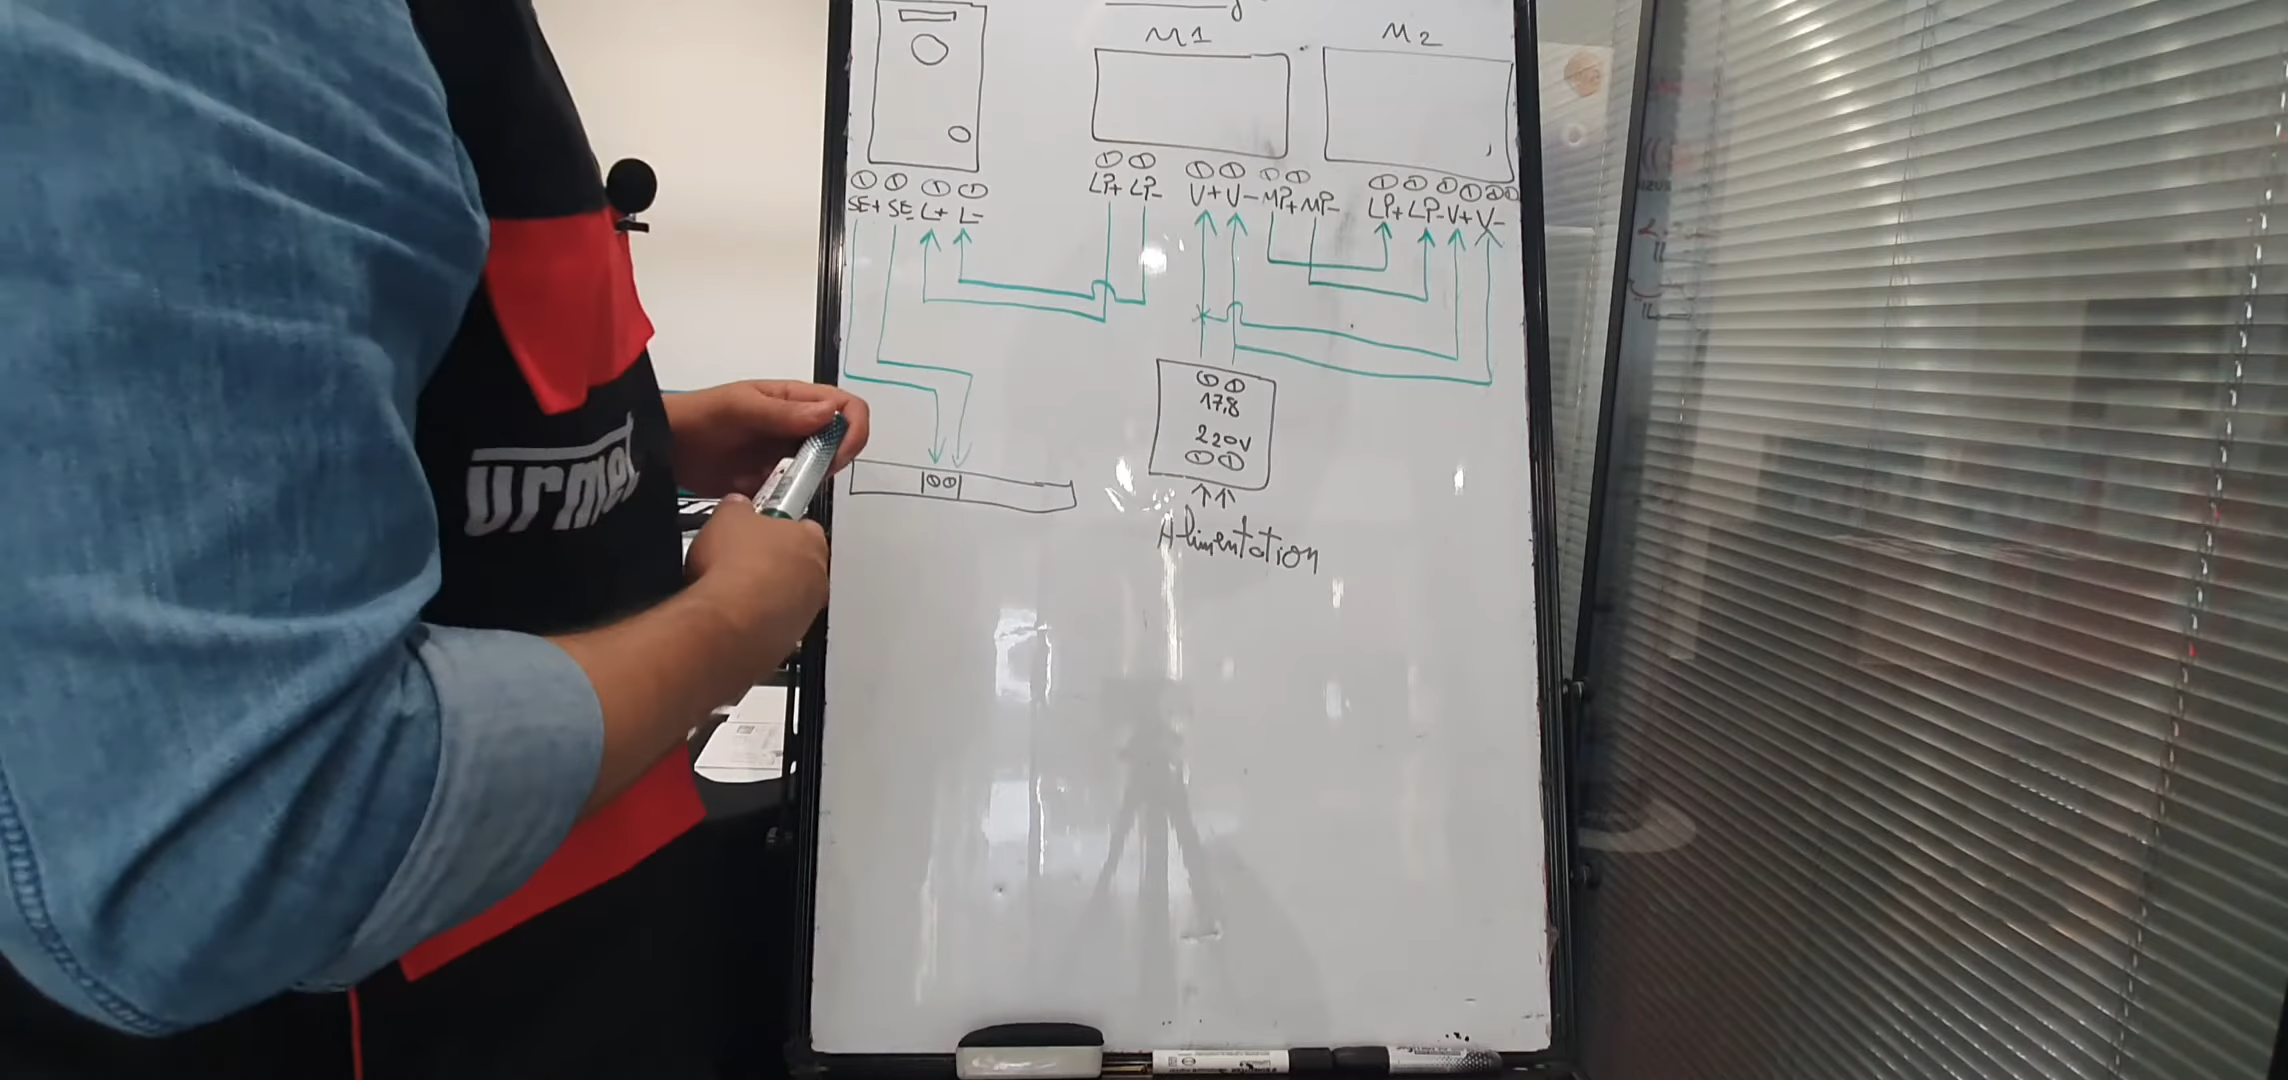 M1
M2
SE+ SE- L+ L-
LP+ LP- V+ V- MP+ MP-
LP+ LP- V+ V-
17,8
220V
Alimentation
urmet